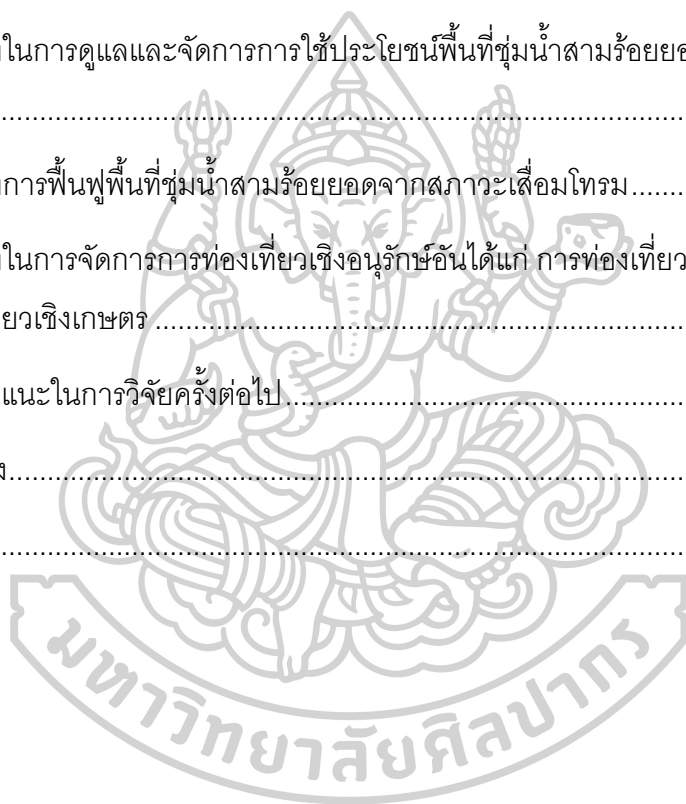 ในการดูแลและจัดการการใช้ประโยชน์พื้นที่ชุ่มน้ำสามร้อยยอ
..................................................................................
การฟื้นฟูพื้นที่ชุ่มน้ำสามร้อยยอดจากสภาวะเสื่อมโทรม.......
ในการจัดการการท่องเที่ยวเชิงอนุรักษ์อันได้แก่ การท่องเที่ยว
ยวเชิงเกษตร ................................................................
แนะในการวิจัยครั้งต่อไป................................................
ง..................................................................................
..................................................................................
มหาวิทยาลัยศิลปากร